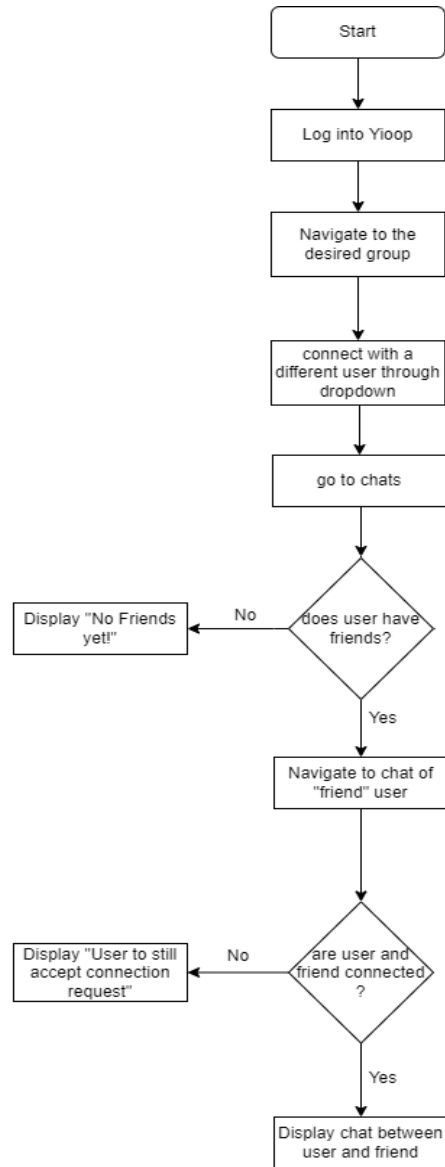 Start
Log into Yioop
Navigate to the
desired group
connect with a
different user through
dropdown
go to chats
does user have
friends?
No
Display "No Friends
yet!"
Yes
Navigate to chat of
"friend" user
are user and
friend connected
?
No
Display "User to still
accept connection
request"
Yes
Display chat between
user and friend